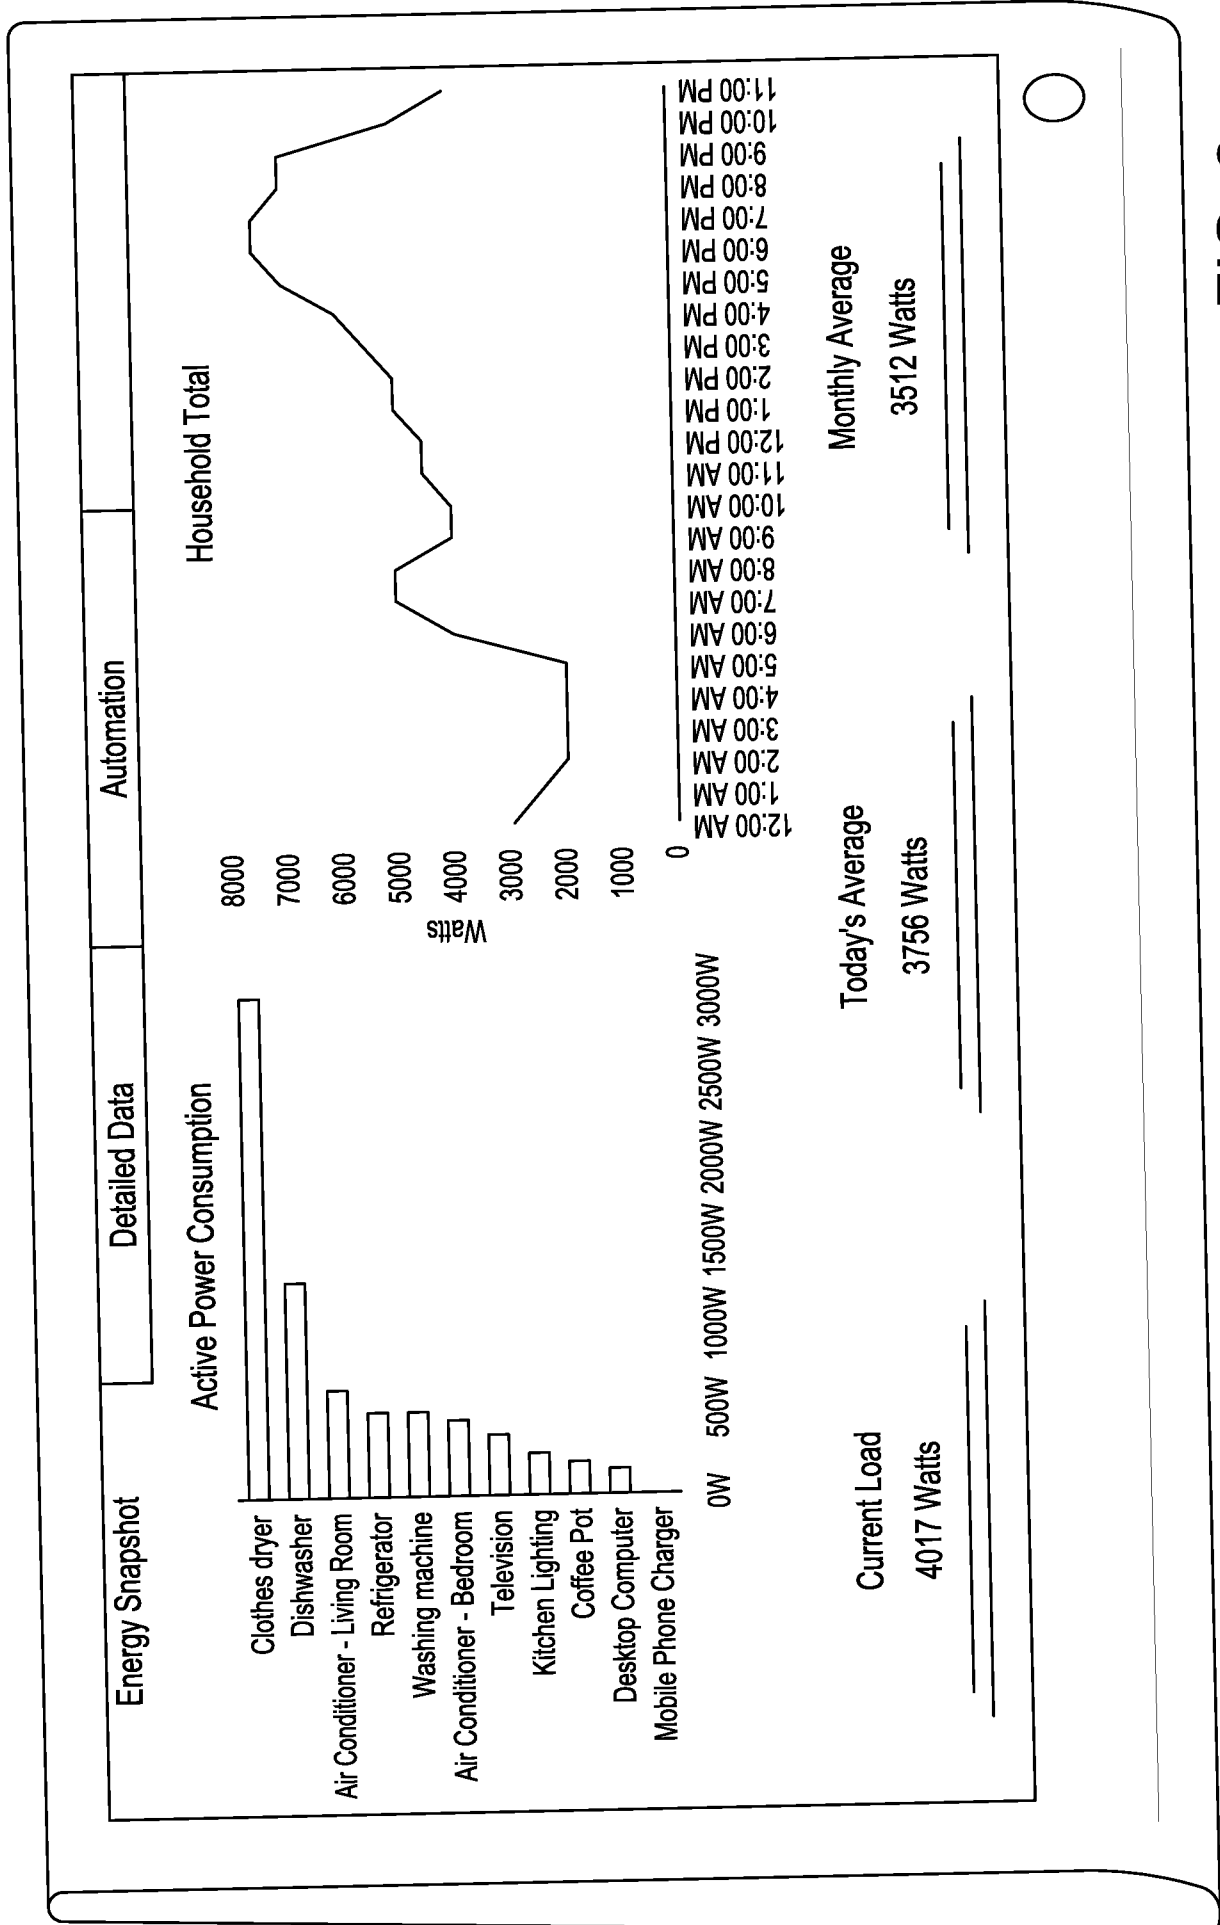 Energy Snapshot
Detailed Data
Automation
Active Power Consumption
Clothes dryer
Dishwasher
Air Conditioner - Living Room
Refrigerator
Washing machine
Air Conditioner - Bedroom
Television
Kitchen Lighting
Coffee Pot
Desktop Computer
Mobile Phone Charger
0W 500W 1000W 1500W 2000W 2500W 3000W
Household Total
Watts
8000
7000
6000
5000
4000
3000
2000
1000
0
12:00 AM
1:00 AM
2:00 AM
3:00 AM
4:00 AM
5:00 AM
6:00 AM
7:00 AM
8:00 AM
9:00 AM
10:00 AM
11:00 AM
12:00 PM
1:00 PM
2:00 PM
3:00 PM
4:00 PM
5:00 PM
6:00 PM
7:00 PM
8:00 PM
9:00 PM
10:00 PM
11:00 PM
Current Load
4017 Watts
Today's Average
3756 Watts
Monthly Average
3512 Watts